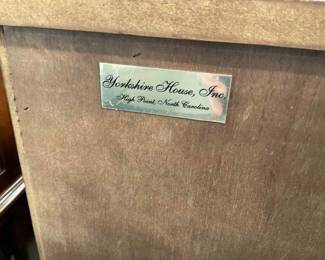 Yorkshire House, Inc.
High Point, North Carolina